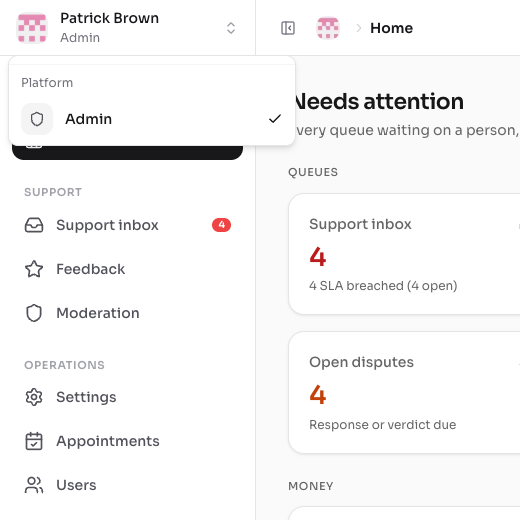 Patrick Brown
Admin
Home
Platform
Admin
Needs attention
very queue waiting on a person,
SUPPORT
Support inbox
4
Feedback
Moderation
OPERATIONS
Settings
Appointments
Users
QUEUES
Support inbox
4
4 SLA breached (4 open)
Open disputes
4
Response or verdict due
MONEY